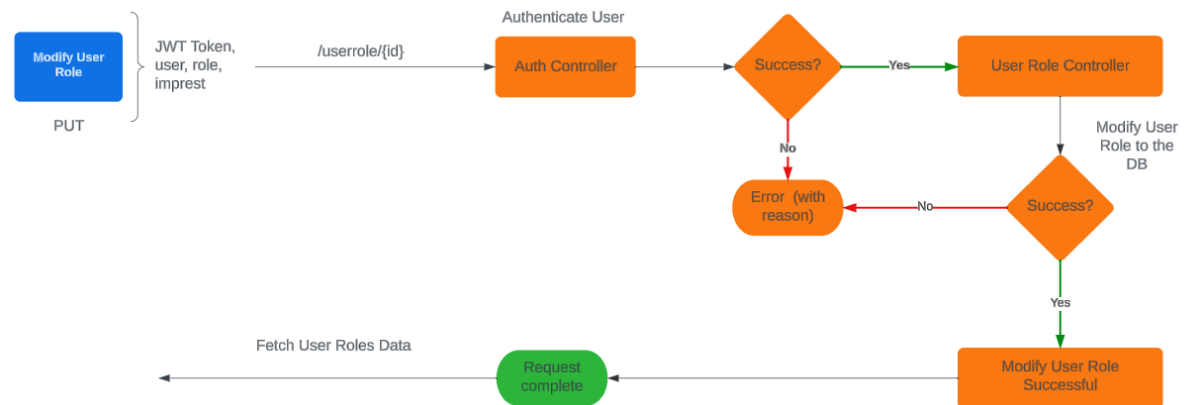 Modify User
Role
PUT
JWT Token,
user, role,
imprest
/userrole/{id}
Authenticate User
Auth Controller
Success?
Yes
User Role Controller
No
Modify User
Role to the
DB
Error (with
reason)
No
Success?
Yes
Modify User Role
Successful
Request
complete
Fetch User Roles Data